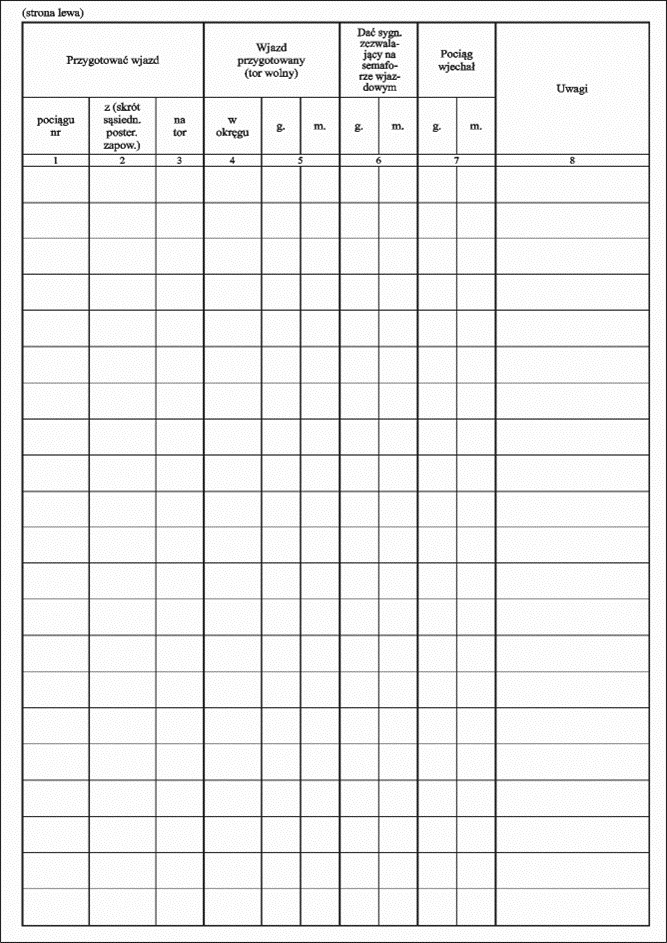 (strona lewa)
Przygotować wjazd
Wjazd
przygotowany
(tor wolny)
Dać sygn.
zezwala-
jący na
semafo-
rze wjaz-
dowym
Pociąg
wjechał
Uwagi
pociągu
nr
z (skrót
sąsiedn.
poster.
zapow.)
na
tor
w
okręgu
g.
m.
g.
m.
g.
m.
1
2
3
4
5
6
7
8